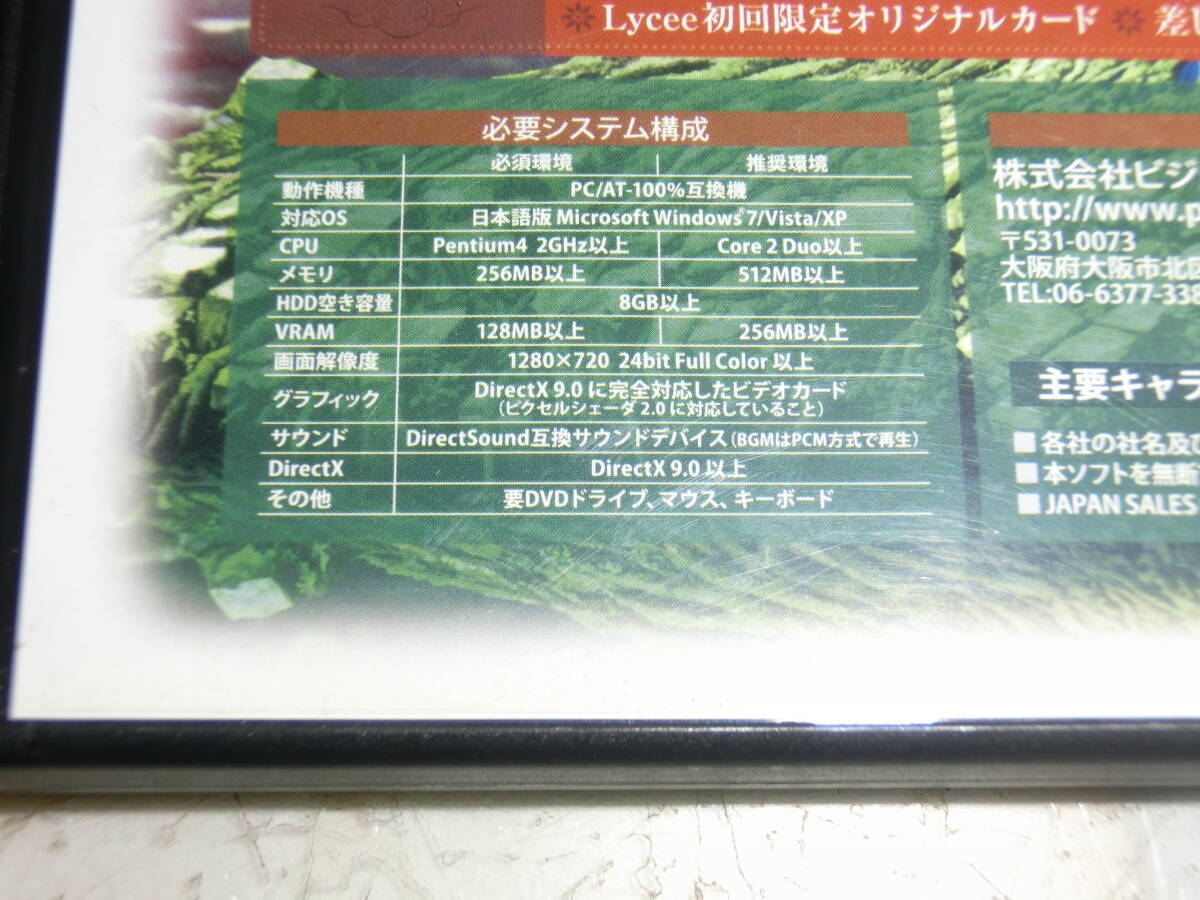 Lycee初回限定オリジナルカード 差し
必要システム構成
必須環境 推奨環境
動作機種 PC/AT-100%互換機
対応OS 日本語版 Microsoft Windows 7/Vista/XP
CPU Pentium4 2GHz以上 Core 2 Duo以上
メモリ 256MB以上 512MB以上
HDD空き容量 8GB以上
VRAM 128MB以上 256MB以上
画面解像度 1280×720 24bit Full Color 以上
グラフィック DirectX 9.0 に完全対応したビデオカード
(ピクセルシェーダ 2.0 に対応していること)
サウンド DirectSound互換サウンドデバイス (BGMはPCM方式で再生)
DirectX DirectX 9.0 以上
その他 要DVDドライブ、マウス、キーボード
株式会社ビジ
http://www.p
〒531-0073
大阪府大阪市北区
TEL:06-6377-338
主要キャラ
■各社の社名及び
■本ソフトを無断
■JAPAN SALES